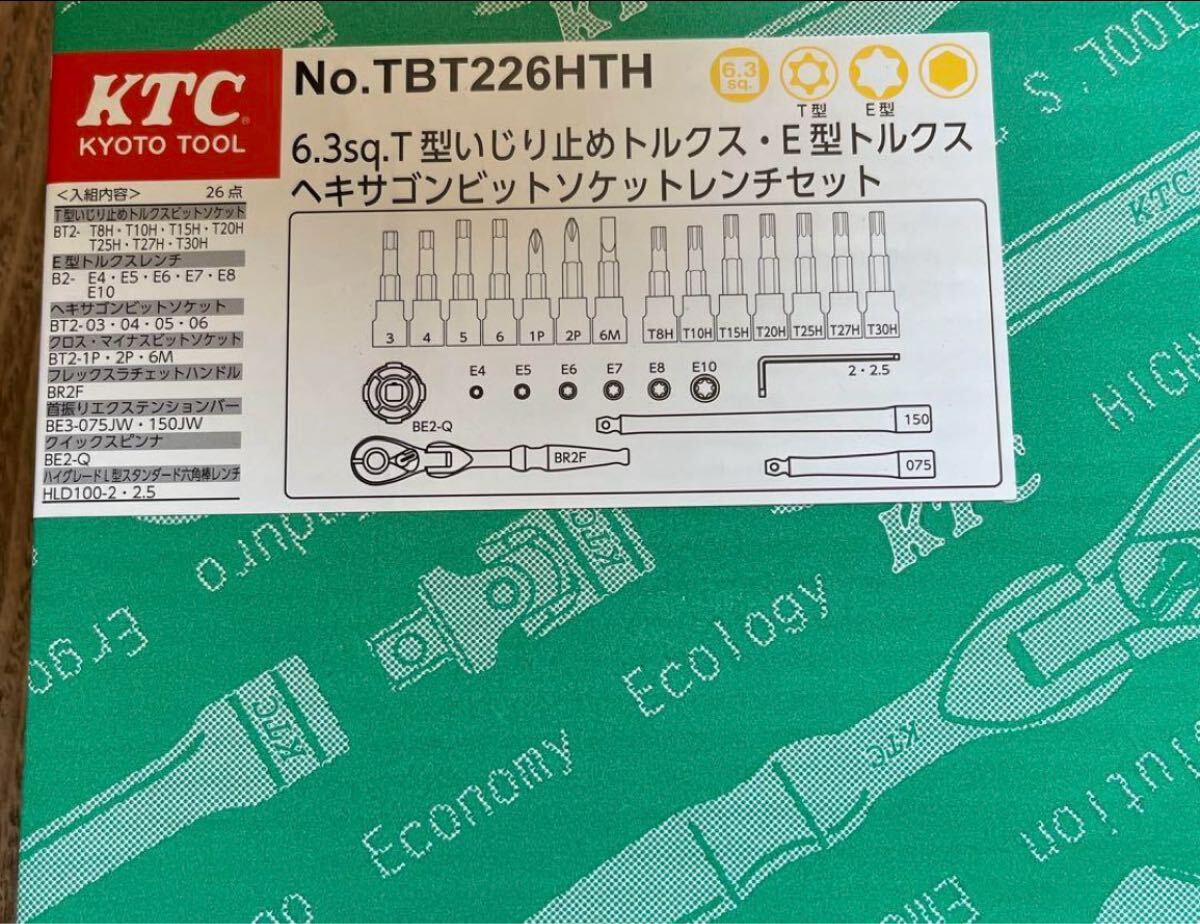 KTC
KYOTO TOOL
No.TBT226HTH
6.3
sq.
T型
E型
6.3sq.T型いじり止めトルクス・E型トルクス
ヘキサゴンビットソケットレンチセット
<入組内容> 26点
T型いじり止めトルクスビットソケット
BT2- T8H・T10H・T15H・T20H
T25H・T27H・T30H
E型トルクスレンチ
B2- E4・E5・E6・E7・E8
E10
ヘキサゴンビットソケット
BT2-03・04・05・06
クロス・マイナスビットソケット
BT2-1P・2P・6M
フレックスラチェットハンドル
BR2F
首振りエクステンションバー
BE3-075JW・150JW
クイックスピンナ
BE2-Q
ハイグレードL型スタンダード六角棒レンチ
HLD100-2・2.5
3 4 5 6 1P 2P 6M T8H T10H T15H T20H T25H T27H T30H
E4 E5 E6 E7 E8 E10
2・2.5
BE2-Q
150
BR2F
075
S.TOOL
KTC
HIGH
KTC
KTC
Ergo
Ecology
KTC
KTC
Economy